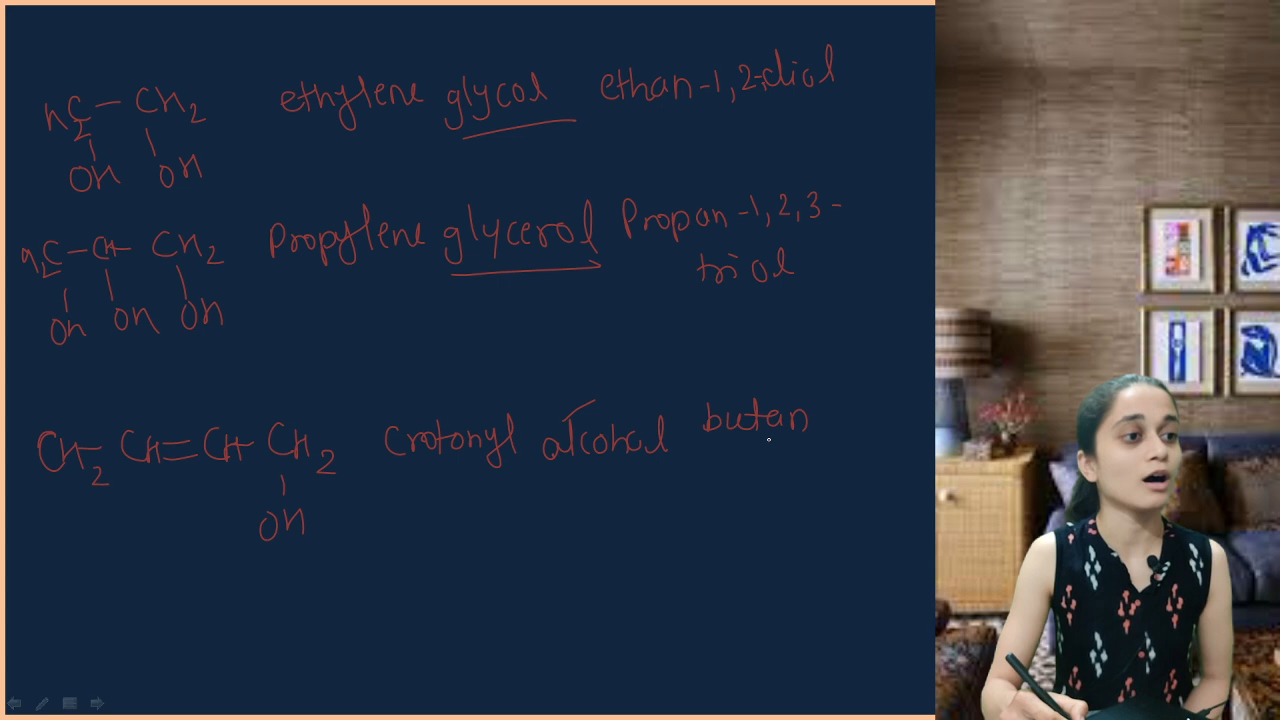 H₂C — CH₂ ethylene glycol ethan-1,2-diol
OH OH
H₂C — CH — CH₂ Propylene glycerol Propan -1,2,3-
triol
OH OH OH
CH₂ CH=CH CH₂ Crotonyl alcohol butan
OH